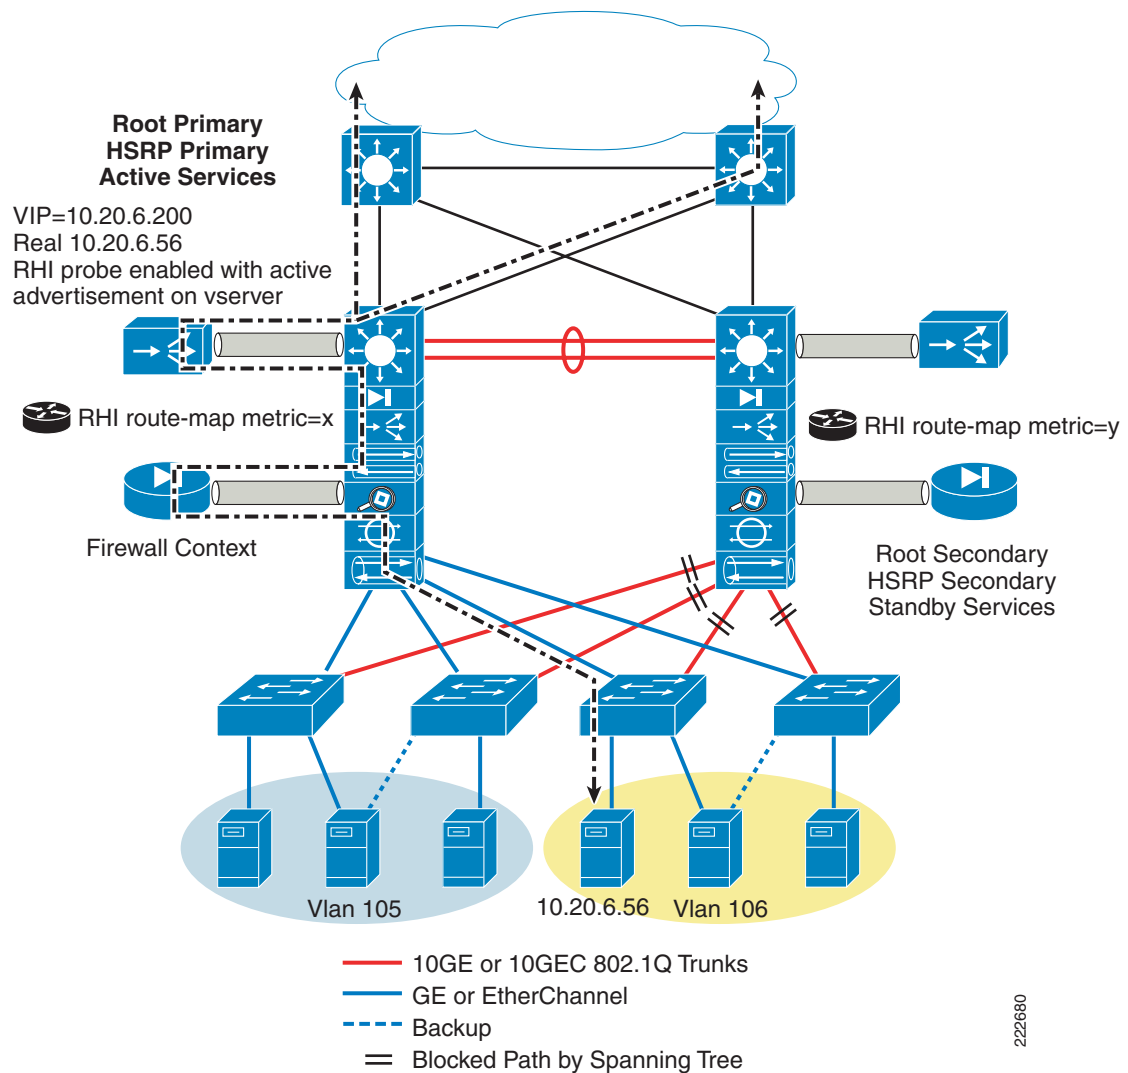 Root Primary
HSRP Primary
Active Services
VIP=10.20.6.200
Real 10.20.6.56
RHI probe enabled with active
advertisement on vserver
RHI route-map metric=x
RHI route-map metric=y
Firewall Context
Root Secondary
HSRP Secondary
Standby Services
Vlan 105
10.20.6.56
Vlan 106
10GE or 10GEC 802.1Q Trunks
GE or EtherChannel
Backup
Blocked Path by Spanning Tree
222680